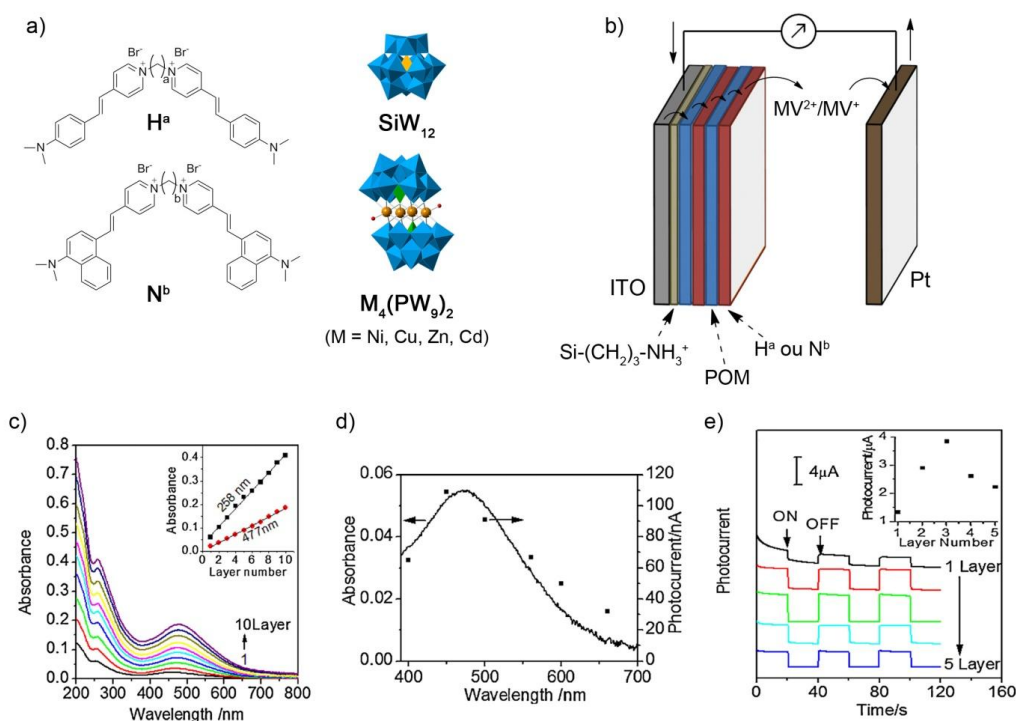 a)
Br-
Br-
N+
( )a
N+
N
Hᵃ
N
Br-
Br-
N+
( )b
N+
N
Nᵇ
N
SiW₁₂
M₄(PW₉)₂
(M = Ni, Cu, Zn, Cd)
b)
MV²⁺/MV⁺
ITO
Pt
Si-(CH₂)₃-NH₃⁺
Hᵃ ou Nᵇ
POM
c)
0.8
0.7
0.6
0.5
0.4
0.3
0.2
0.1
0.0
Absorbance
200 300 400 500 600 700 800
Wavelength /nm
0.4
0.3
0.2
0.1
0.0
Absorbance
258 nm
477nm
0 2 4 6 8 10
Layer number
10Layer
1
d)
0.06
0.04
0.02
0.00
Absorbance
400 500 600 700
Wavelength /nm
120
100
80
60
40
20
0
Photocurrent/nA
e)
Photocurrent
4µA
ON
OFF
4
3
2
1
Photocurrent/µA
1 2 3 4 5
Layer Number
1 Layer
5 Layer
0 40 80 120 160
Time/s